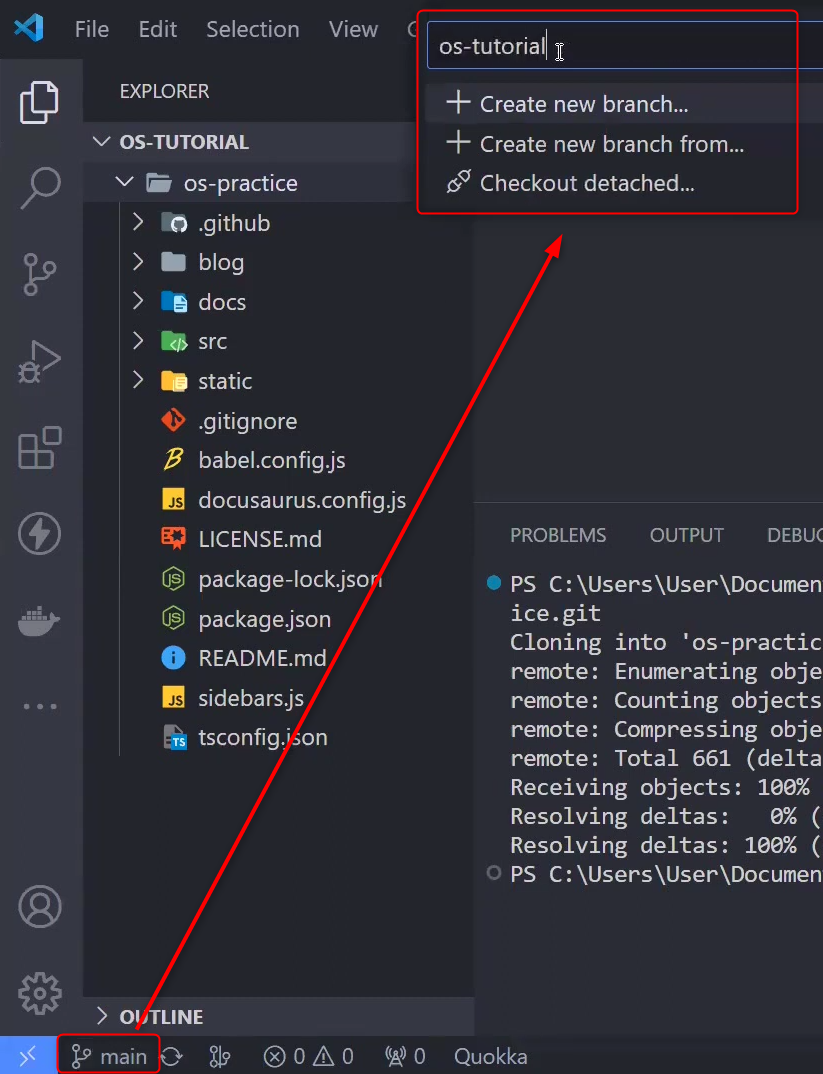 File Edit Selection View
os-tutorial
Create new branch...
Create new branch from...
Checkout detached...
EXPLORER
OS-TUTORIAL
os-practice
.github
blog
docs
src
static
.gitignore
babel.config.js
docusaurus.config.js
LICENSE.md
package-lock.json
package.json
README.md
sidebars.js
tsconfig.json
OUTLINE
PROBLEMS OUTPUT DEBUG
PS C:\Users\User\Documen
ice.git
Cloning into 'os-practic
remote: Enumerating obje
remote: Counting objects
remote: Compressing obje
remote: Total 661 (delta
Receiving objects: 100%
Resolving deltas:   0% (
Resolving deltas: 100% (
PS C:\Users\User\Documen
main 0 0 0 Quokka